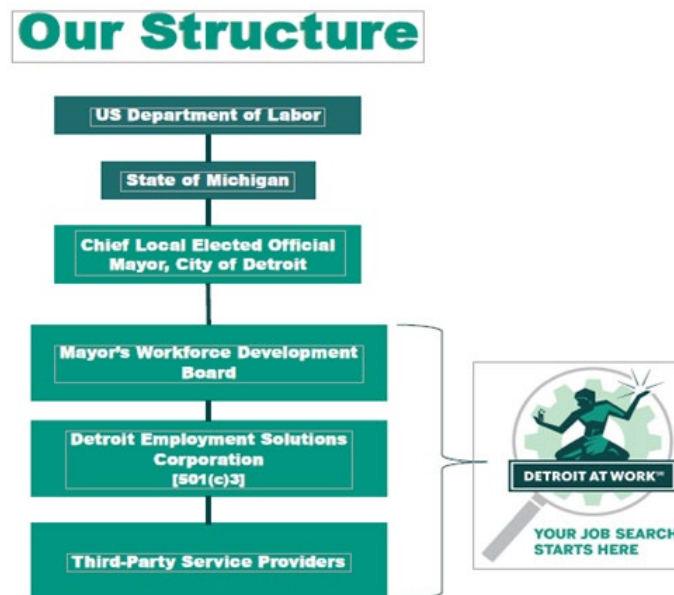 Our Structure
US Department of Labor
State of Michigan
Chief Local Elected Official
Mayor, City of Detroit
Mayor's Workforce Development
Board
Detroit Employment Solutions
Corporation
[501(c)3]
Third-Party Service Providers
DETROIT AT WORK℠
YOUR JOB SEARCH
STARTS HERE